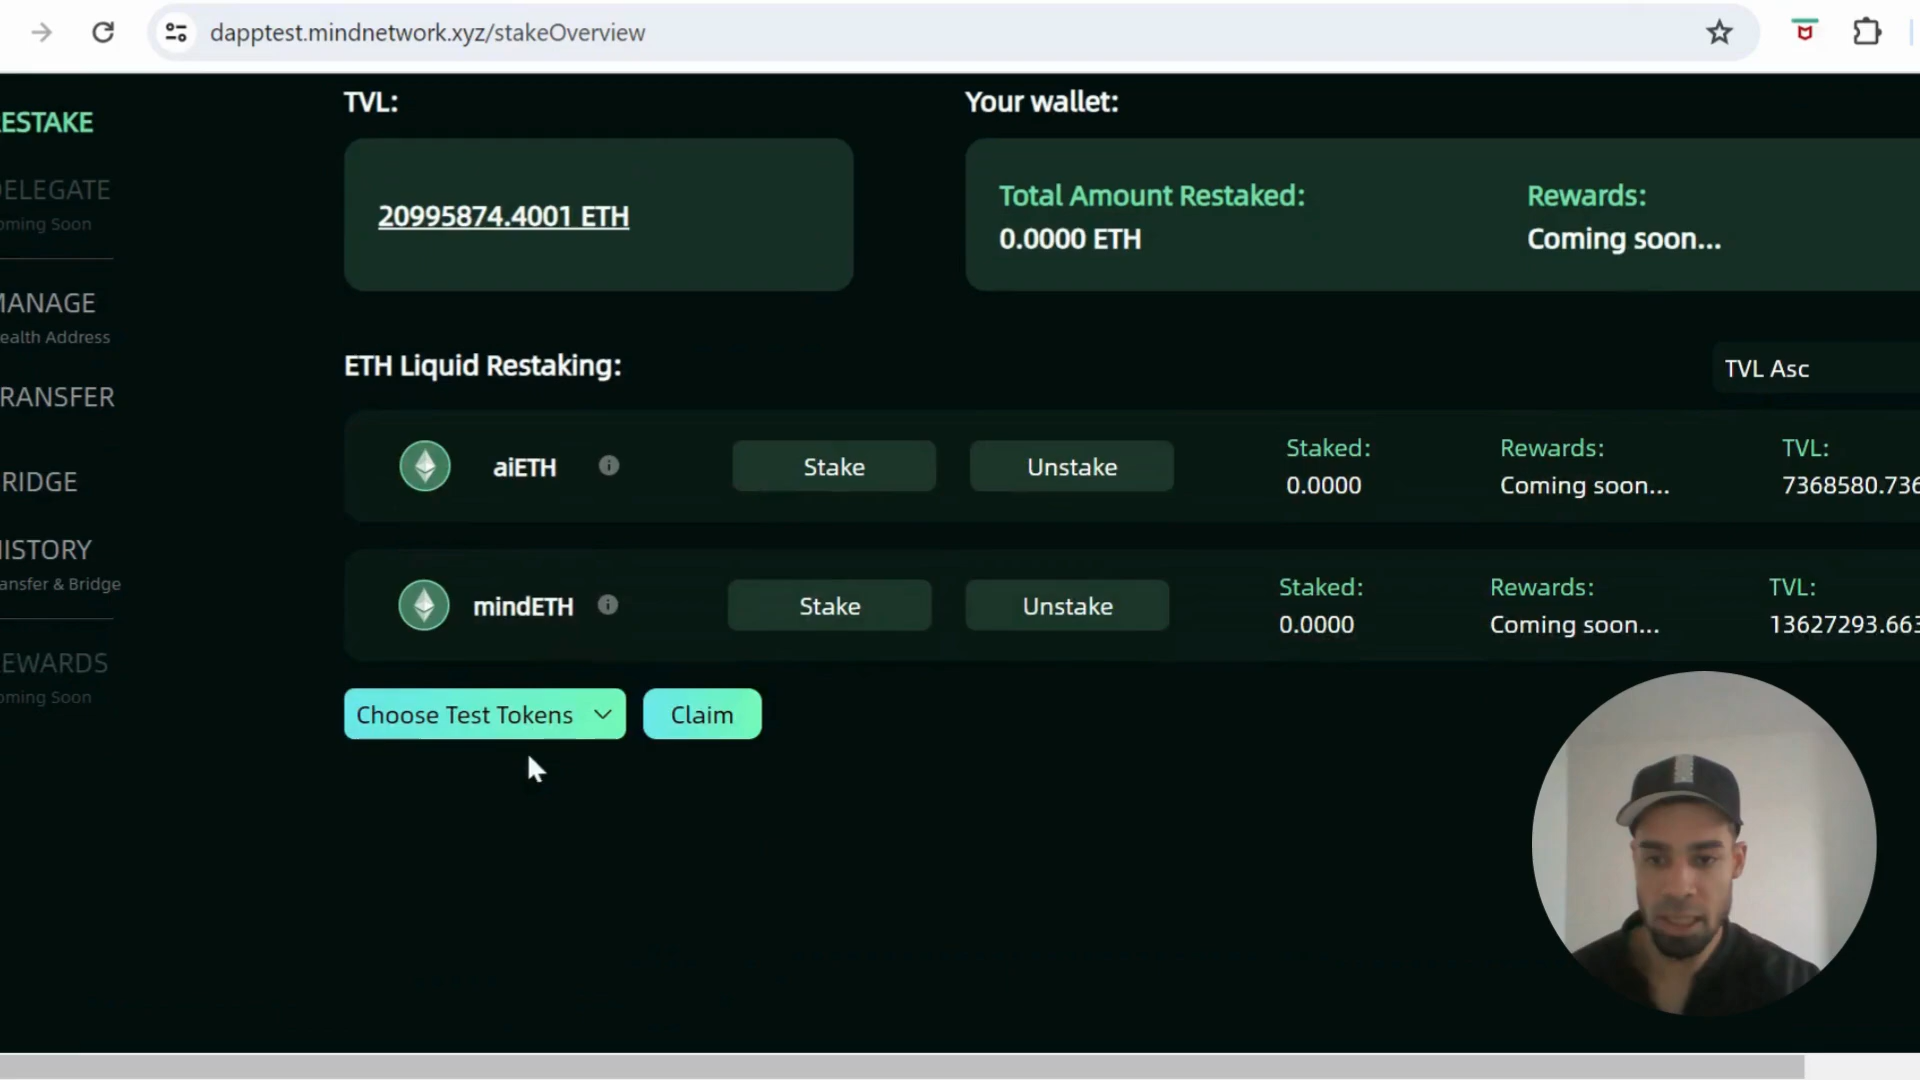 dapptest.mindnetwork.xyz/stakeOverview
TVL:
Your wallet:
ESTAKE
20995874.4001 ETH
Total Amount Restaked:
Rewards:
0.0000 ETH
Coming soon...
DELEGATE
oming Soon
MANAGE
ealth Address
RANSFER
RIDGE
HISTORY
ansfer & Bridge
EWARDS
oming Soon
ETH Liquid Restaking:
TVL Asc
aiETH
Stake
Unstake
Staked:
0.0000
Rewards:
Coming soon...
TVL:
7368580.736
mindETH
Stake
Unstake
Staked:
0.0000
Rewards:
Coming soon...
TVL:
13627293.663
Choose Test Tokens
Claim